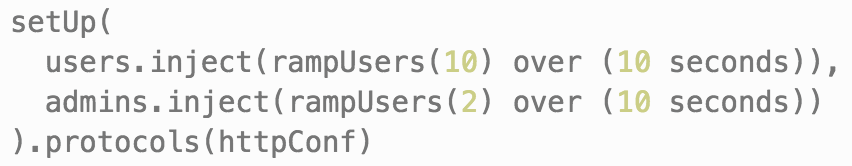 setUp(
  users.inject(rampUsers(10) over (10 seconds)),
  admins.inject(rampUsers(2) over (10 seconds))
).protocols(httpConf)